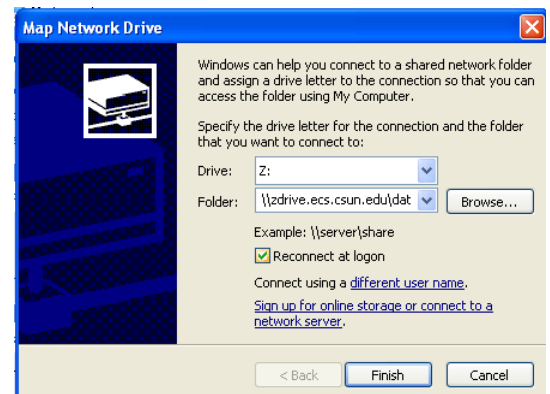 Map Network Drive
Windows can help you connect to a shared network folder
and assign a drive letter to the connection so that you can
access the folder using My Computer.
Specify the drive letter for the connection and the folder
that you want to connect to:
Drive: Z:
Folder: \\zdrive.ecs.csun.edu\dat Browse...
Example: \\server\share
Reconnect at logon
Connect using a different user name.
Sign up for online storage or connect to a
network server.
< Back Finish Cancel